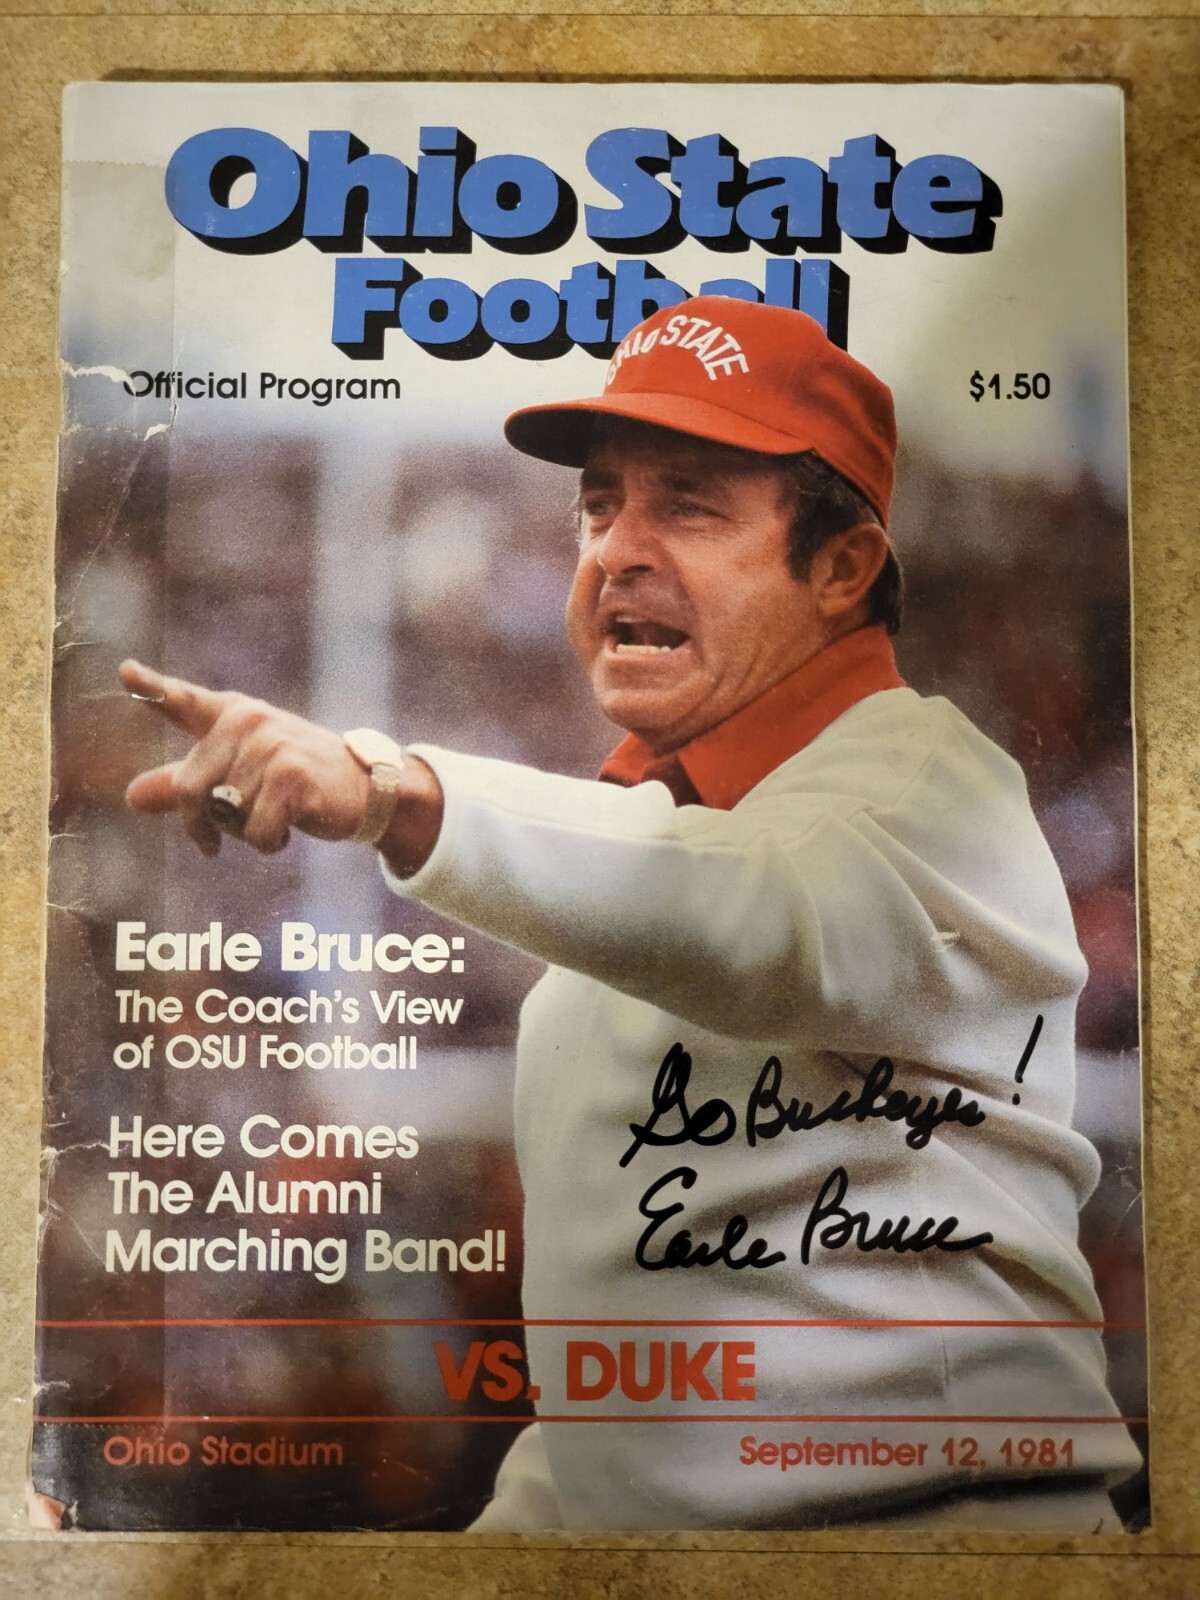 Ohio State
Football
OHIO STATE
Official Program
$1.50
Earle Bruce:
The Coach's View
of OSU Football
Here Comes
The Alumni
Marching Band!
Go Buckeyes!
Earle Bruce
VS. DUKE
Ohio Stadium
September 12, 1981